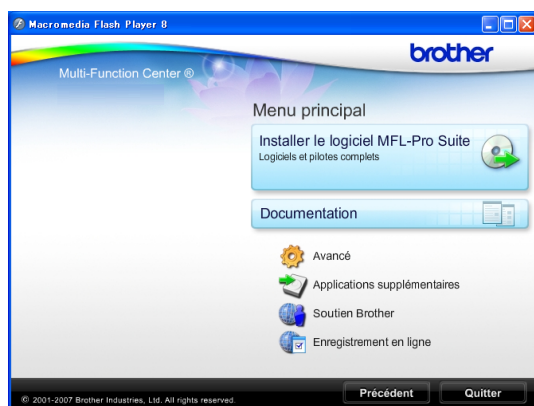 Macromedia Flash Player 8
brother
Multi-Function Center ®
Menu principal
Installer le logiciel MFL-Pro Suite
Logiciels et pilotes complets
Documentation
Avancé
Applications supplémentaires
Soutien Brother
Enregistrement en ligne
Précédent
Quitter
© 2001-2007 Brother Industries, Ltd. All rights reserved.